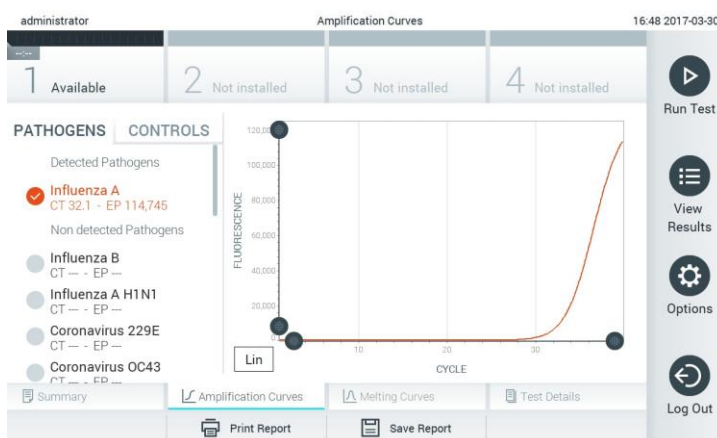 administrator
Amplification Curves
16:48 2017-03-30
--:--
1 Available
2 Not installed
3 Not installed
4 Not installed
Run Test
PATHOGENS CONTROLS
Detected Pathogens
Influenza A
CT 32.1 - EP 114,745
Non detected Pathogens
Influenza B
CT --- - EP ---
Influenza A H1N1
CT --- - EP ---
Coronavirus 229E
CT --- - EP ---
Coronavirus OC43
CT --- - EP ---
FLUORESCENCE
100,000
80,000
60,000
40,000
20,000
0
10
20
30
CYCLE
Lin
View
Results
Options
Log Out
Summary
Amplification Curves
Melting Curves
Test Details
Print Report
Save Report